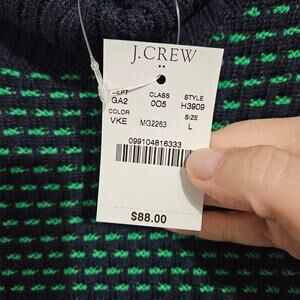 J.CREW
DEPT CLASS STYLE
GA2 005 H3909
COLOR SIZE
VKE MG2263 L
099104816333
$88.00